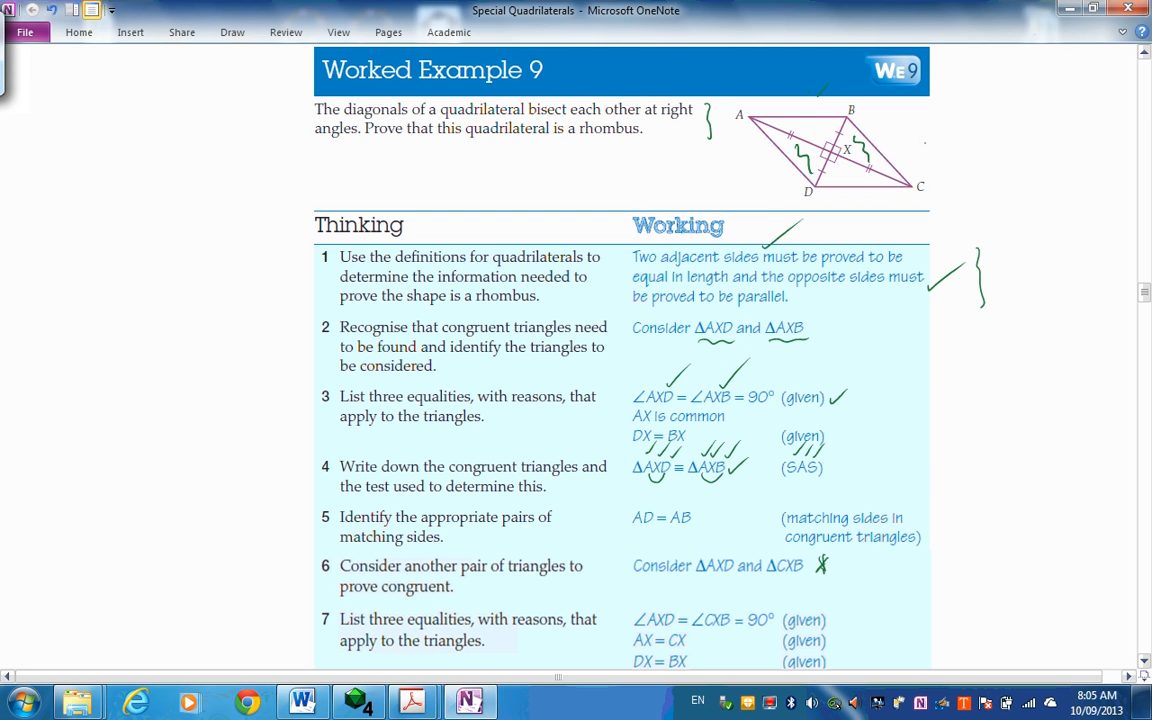 Special Quadrilaterals - Microsoft OneNote
File Home Insert Share Draw Review View Pages Academic
Worked Example 9
WE9
The diagonals of a quadrilateral bisect each other at right
angles. Prove that this quadrilateral is a rhombus.
A B
X
D C
Thinking Working
1 Use the definitions for quadrilaterals to Two adjacent sides must be proved to be
determine the information needed to equal in length and the opposite sides must
prove the shape is a rhombus. be proved to be parallel.
2 Recognise that congruent triangles need Consider ΔAXD and ΔAXB
to be found and identify the triangles to
be considered.
3 List three equalities, with reasons, that ∠AXD = ∠AXB = 90° (given)
apply to the triangles. AX is common
DX = BX (given)
4 Write down the congruent triangles and ΔAXD ≡ ΔAXB (SAS)
the test used to determine this.
5 Identify the appropriate pairs of AD = AB (matching sides in
matching sides. congruent triangles)
6 Consider another pair of triangles to Consider ΔAXD and ΔCXB
prove congruent.
7 List three equalities, with reasons, that ∠AXD = ∠CXB = 90° (given)
apply to the triangles. AX = CX (given)
DX = BX (given)
EN 8:05 AM
10/09/2013